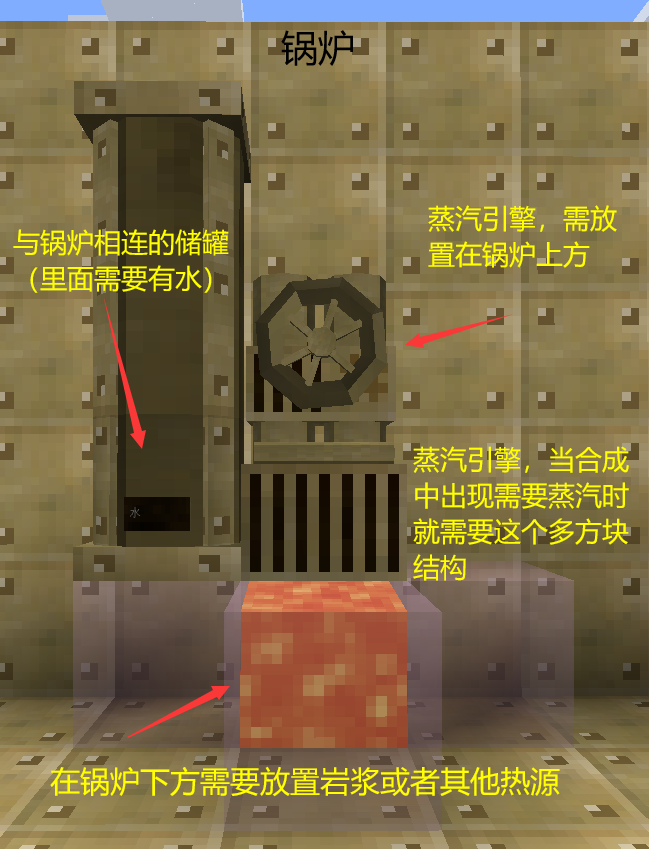 锅炉
蒸汽引擎，需放
置在锅炉上方
与锅炉相连的储罐
（里面需要有水）
蒸汽引擎，当合成
中出现需要蒸汽时
就需要这个多方块
结构
水
在锅炉下方需要放置岩浆或者其他热源